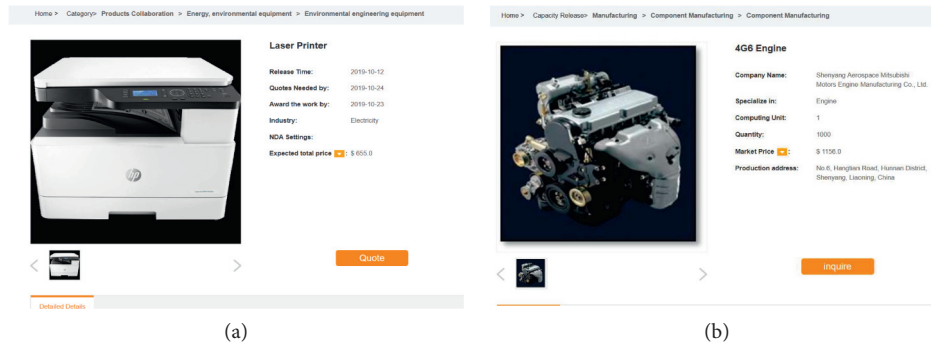 Home > Category> Products Collaboration > Energy, environmental equipment > Environmental engineering equipment
Laser Printer
Release Time: 2019-10-12
Quotes Needed by: 2019-10-24
Award the work by: 2019-10-23
Industry: Electricity
NDA Settings:
Expected total price : $ 655.0
hp
Quote
Detailed Details
(a)
Home > Capacity Release> Manufacturing > Component Manufacturing > Component Manufacturing
4G6 Engine
Company Name: Shenyang Aerospace Mitsubishi
Motors Engine Manufacturing Co., Ltd.
Specialize in: Engine
Computing Unit: 1
Quantity: 1000
Market Price : $ 1156.0
Production address: No.6, Hangtian Road, Hunnan District,
Shenyang, Liaoning, China
inquire
(b)